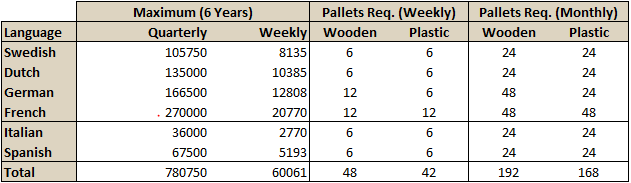 Maximum (6 Years) Pallets Req. (Weekly) Pallets Req. (Monthly)
Language Quarterly Weekly Wooden Plastic Wooden Plastic
Swedish 105750 8135 6 6 24 24
Dutch 135000 10385 6 6 24 24
German 166500 12808 12 6 48 24
French 270000 20770 12 12 48 48
Italian 36000 2770 6 6 24 24
Spanish 67500 5193 6 6 24 24
Total 780750 60061 48 42 192 168